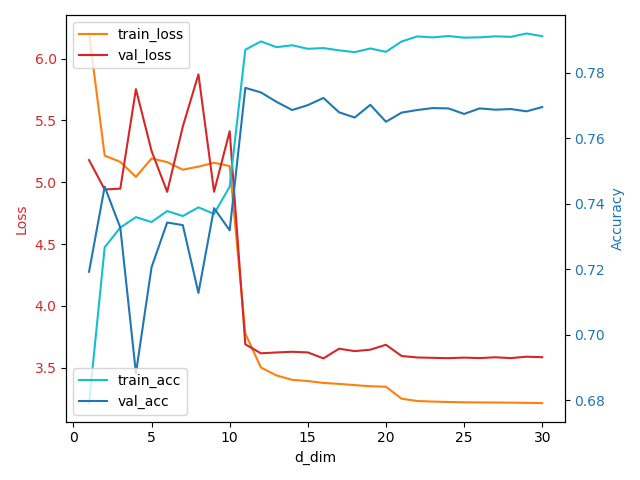 train_loss
val_loss
train_acc
val_acc
6.0
5.5
5.0
4.5
4.0
3.5
Loss
0.78
0.76
0.74
0.72
0.70
0.68
Accuracy
0 5 10 15 20 25 30
d_dim